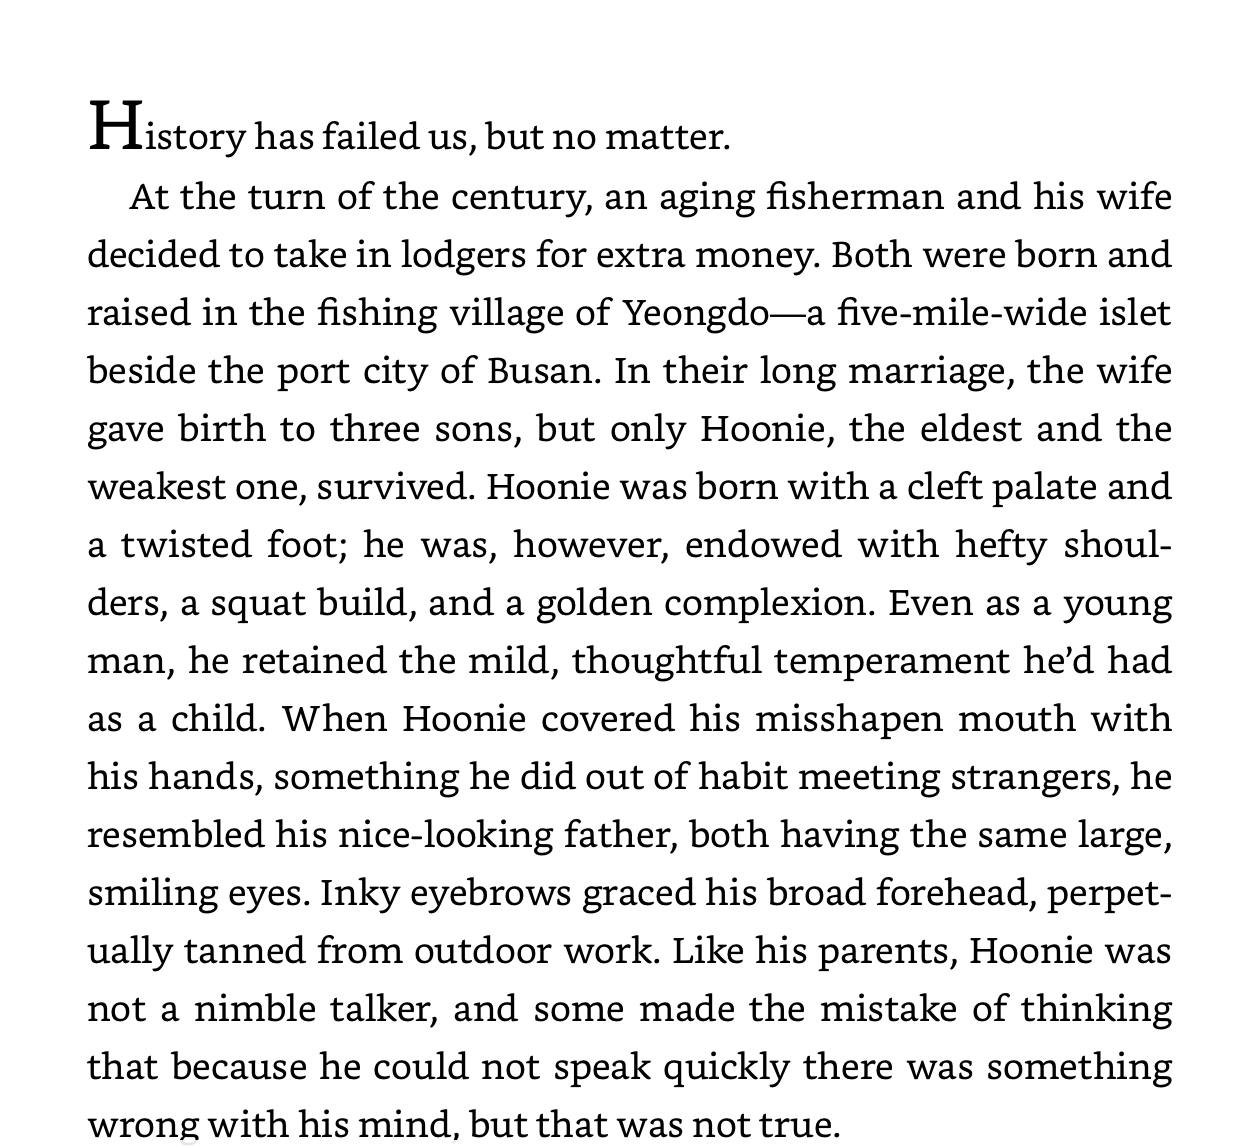 History has failed us, but no matter.
At the turn of the century, an aging fisherman and his wife
decided to take in lodgers for extra money. Both were born and
raised in the fishing village of Yeongdo—a five-mile-wide islet
beside the port city of Busan. In their long marriage, the wife
gave birth to three sons, but only Hoonie, the eldest and the
weakest one, survived. Hoonie was born with a cleft palate and
a twisted foot; he was, however, endowed with hefty shoul-
ders, a squat build, and a golden complexion. Even as a young
man, he retained the mild, thoughtful temperament he’d had
as a child. When Hoonie covered his misshapen mouth with
his hands, something he did out of habit meeting strangers, he
resembled his nice-looking father, both having the same large,
smiling eyes. Inky eyebrows graced his broad forehead, perpet-
ually tanned from outdoor work. Like his parents, Hoonie was
not a nimble talker, and some made the mistake of thinking
that because he could not speak quickly there was something
wrong with his mind, but that was not true.